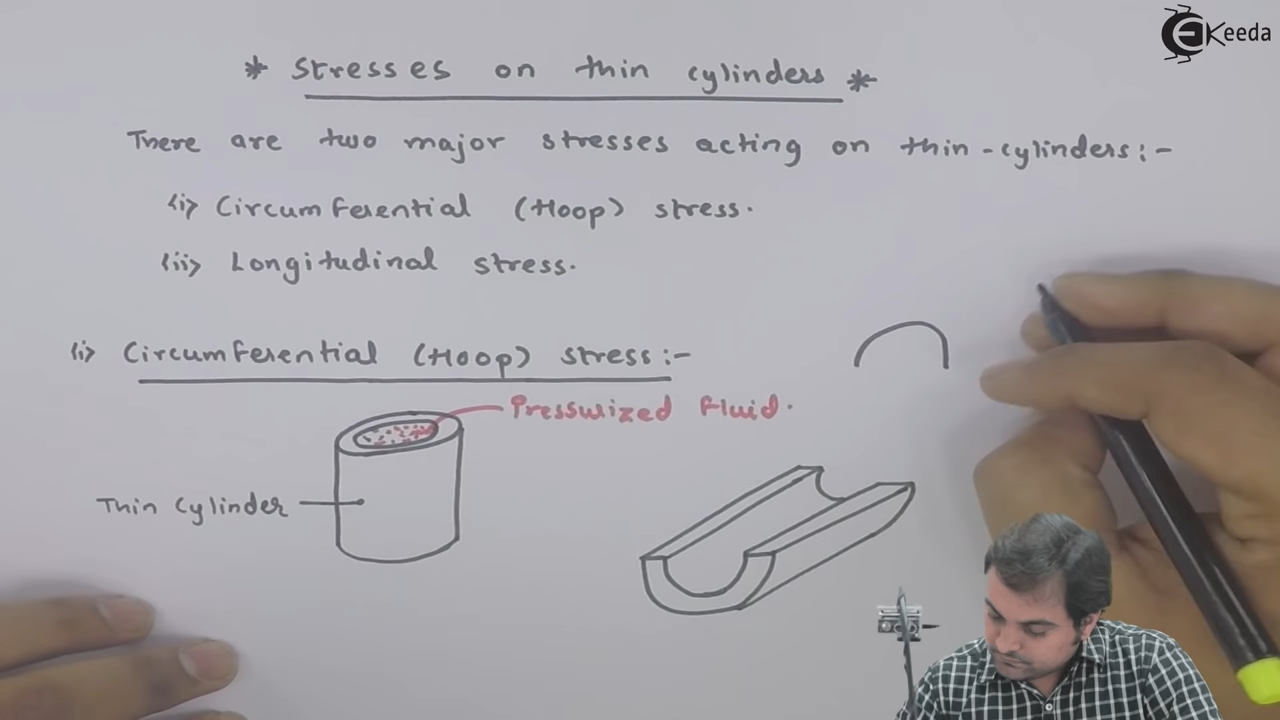 Keeda
* Stresses on thin cylinders *
There are two major stresses acting on thin-cylinders:-
(i) Circumferential (Hoop) stress.
(ii) Longitudinal stress.
(i) Circumferential (Hoop) stress:-
Pressurized Fluid.
Thin Cylinder